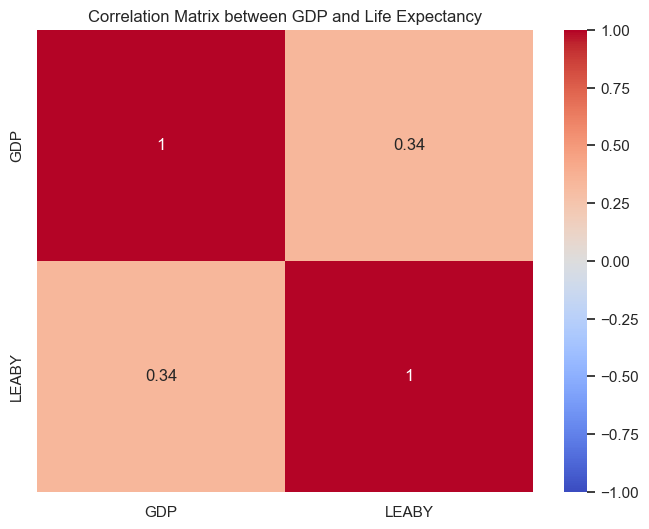 Correlation Matrix between GDP and Life Expectancy
GDP
1
0.34
LEABY
0.34
1
GDP
LEABY
1.00
0.75
0.50
0.25
0.00
−0.25
−0.50
−0.75
−1.00